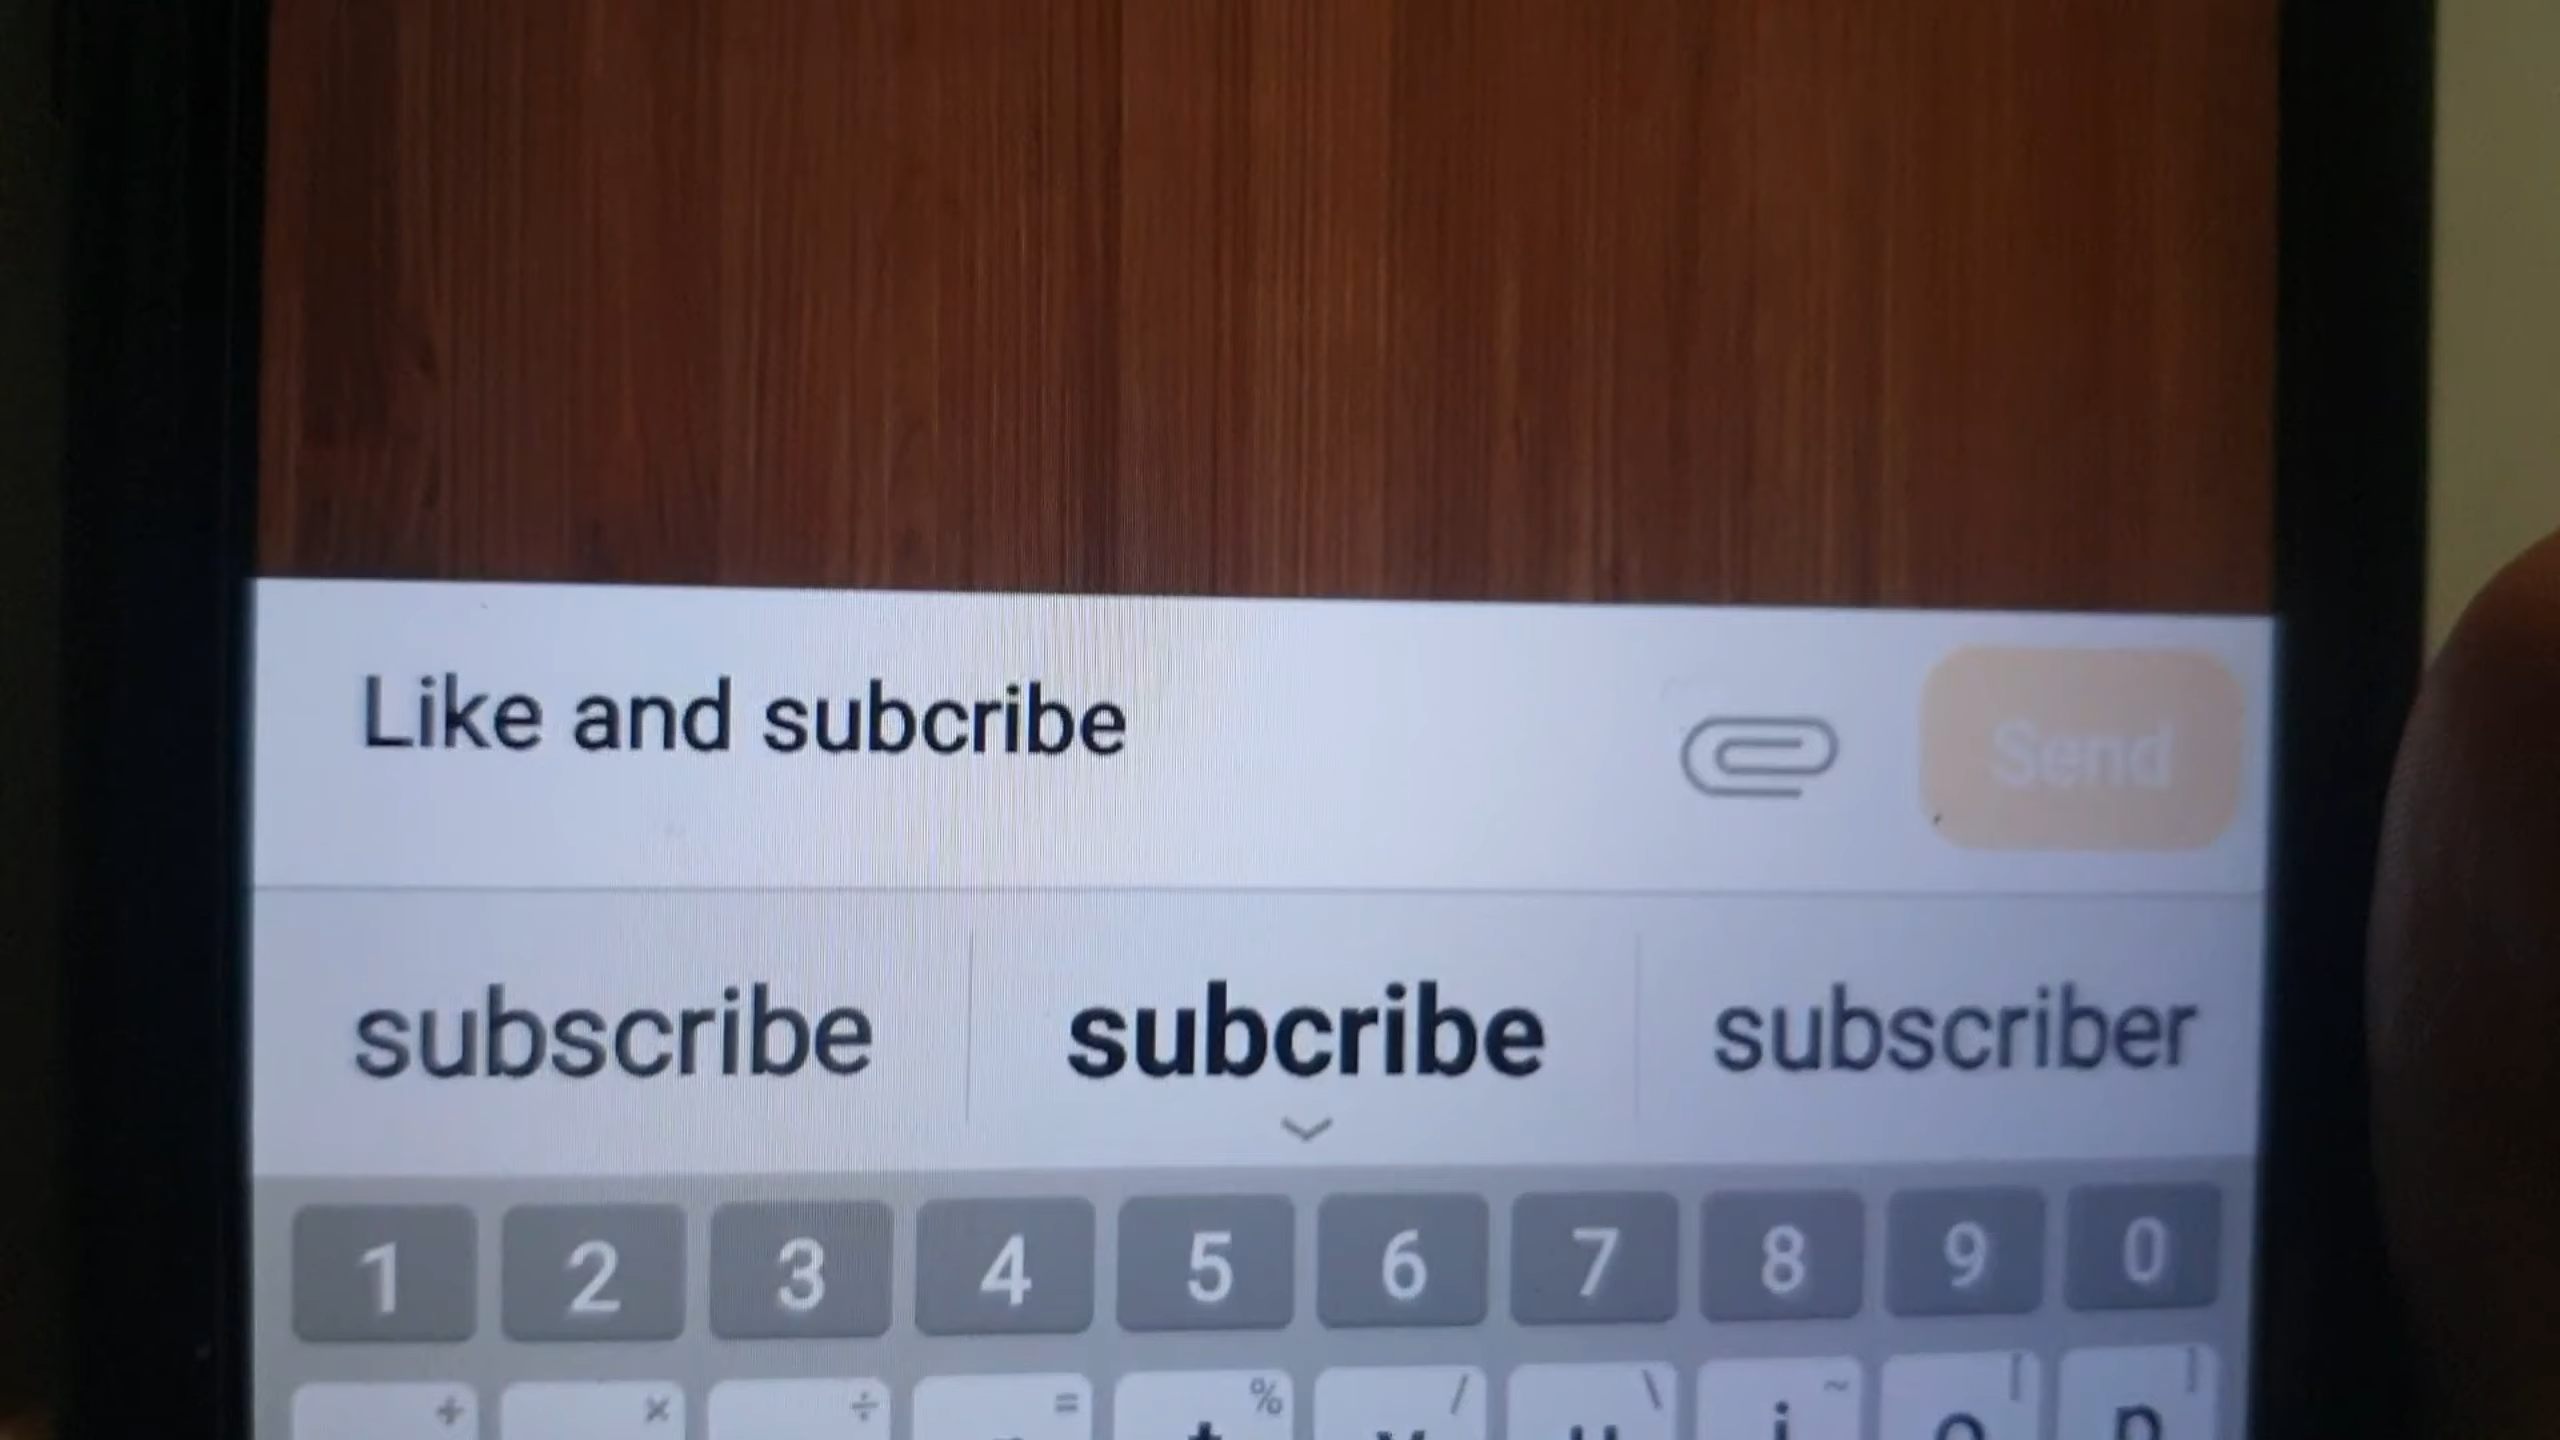 Like and subcribe
Send
subscribe subcribe subscriber
1 2 3 4 5 6 7 8 9 0
+ × ÷ = % / \ ~ [ ]
t y u i o p